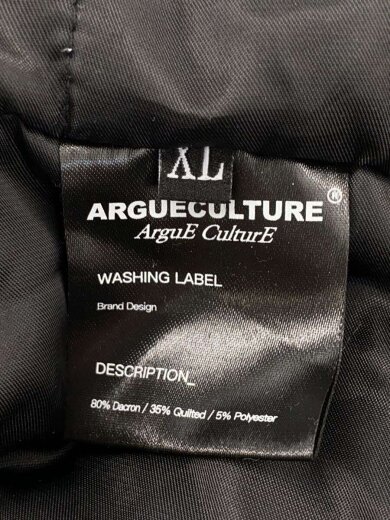 XL
ARGUECULTURE®
ArguE CulturE
WASHING LABEL
Brand Design
DESCRIPTION_
80% Dacron / 35% Quilted / 5% Polyester